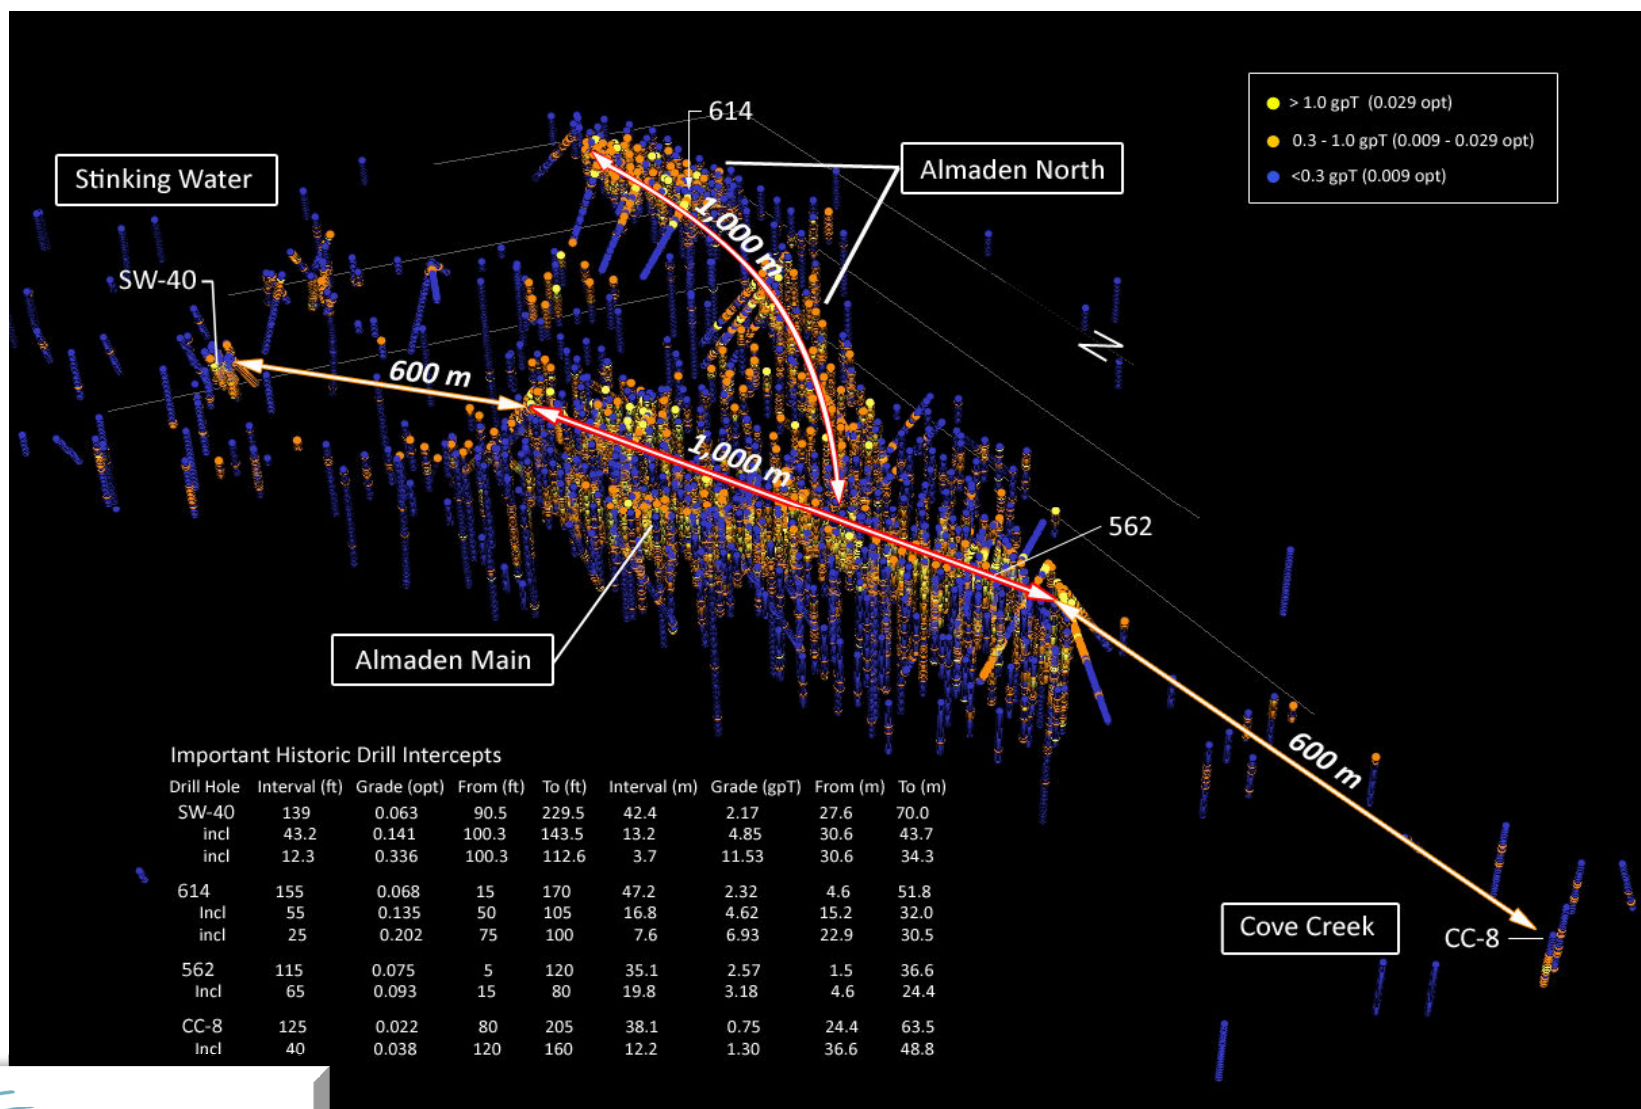 614
> 1.0 gpT (0.029 opt)
0.3 - 1.0 gpT (0.009 - 0.029 opt)
<0.3 gpT (0.009 opt)
Stinking Water
Almaden North
SW-40
1,000 m
N
600 m
1,000 m
562
Almaden Main
600 m
Cove Creek
CC-8
Important Historic Drill Intercepts
Drill Hole Interval (ft) Grade (opt) From (ft) To (ft) Interval (m) Grade (gpT) From (m) To (m)
SW-40 139 0.063 90.5 229.5 42.4 2.17 27.6 70.0
incl 43.2 0.141 100.3 143.5 13.2 4.85 30.6 43.7
incl 12.3 0.336 100.3 112.6 3.7 11.53 30.6 34.3
614 155 0.068 15 170 47.2 2.32 4.6 51.8
Incl 55 0.135 50 105 16.8 4.62 15.2 32.0
incl 25 0.202 75 100 7.6 6.93 22.9 30.5
562 115 0.075 5 120 35.1 2.57 1.5 36.6
Incl 65 0.093 15 80 19.8 3.18 4.6 24.4
CC-8 125 0.022 80 205 38.1 0.75 24.4 63.5
Incl 40 0.038 120 160 12.2 1.30 36.6 48.8